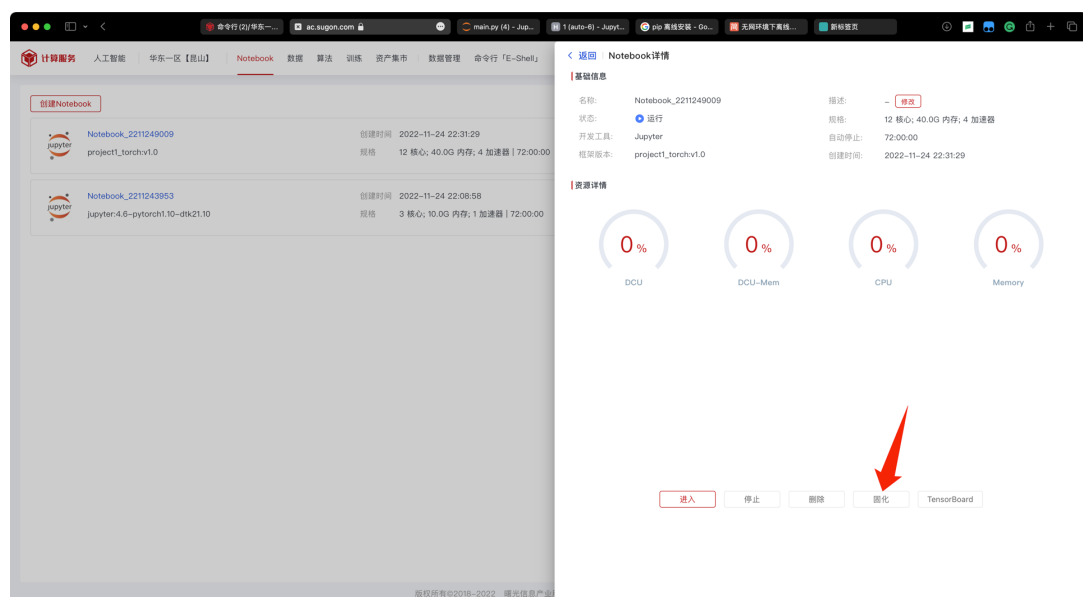 命令行(2)/华东一...
ac.sugon.com
main.py (4) - Jup...
1 (auto-6) - Jupyt...
pip 离线安装 - Go...
无网环境下离线...
新标签页
计算服务
人工智能
华东一区【昆山】
Notebook
数据
算法
训练
资产集市
数据管理
命令行「E-Shell」
创建Notebook
jupyter
Notebook_2211249009
project1_torch:v1.0
创建时间 2022-11-24 22:31:29
规格 12 核心; 40.0G 内存; 4 加速器 | 72:00:00
jupyter
Notebook_2211243953
jupyter:4.6-pytorch1.10-dtk21.10
创建时间 2022-11-24 22:08:58
规格 3 核心; 10.0G 内存; 1 加速器 | 72:00:00
版权所有©2018-2022 曙光信息产业
返回 Notebook详情
基础信息
名称: Notebook_2211249009
描述: - 修改
状态: 运行
规格: 12 核心; 40.0G 内存; 4 加速器
开发工具: Jupyter
自动停止: 72:00:00
框架版本: project1_torch:v1.0
创建时间: 2022-11-24 22:31:29
资源详情
0 %
0 %
0 %
0 %
DCU
DCU-Mem
CPU
Memory
进入
停止
删除
固化
TensorBoard